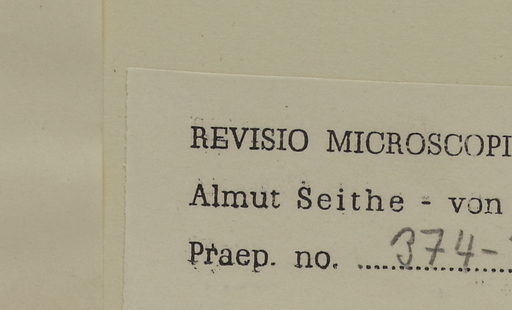 REVISIO MICROSCOPI
Almut Seithe - von
Praep. no. 374-